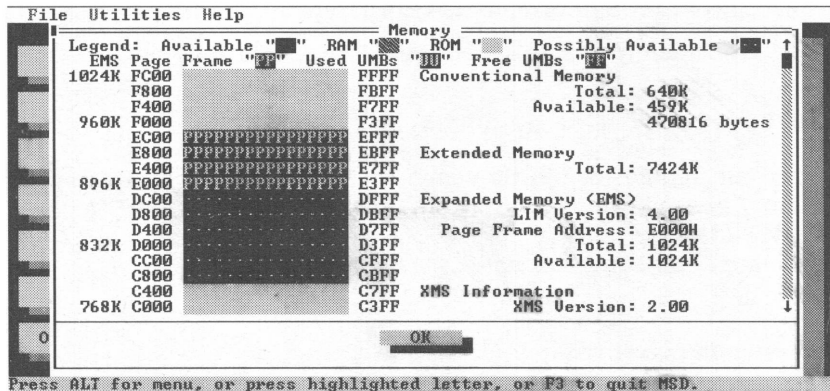 File Utilities Help
Memory
Legend: Available "  " RAM "  " ROM "  " Possibly Available "  " ↑
EMS Page Frame "PP" Used UMBs "UU" Free UMBs "FF"
1024K FC00 FFFF Conventional Memory
F800 FBFF Total: 640K
F400 F7FF Available: 459K
960K F000 F3FF 470816 bytes
EC00 PPPPPPPPPPPPPPPP EFFF
E800 PPPPPPPPPPPPPPPP EBFF Extended Memory
E400 PPPPPPPPPPPPPPPP E7FF Total: 7424K
896K E000 PPPPPPPPPPPPPPPP E3FF
DC00 DFFF Expanded Memory (EMS)
D800 DBFF LIM Version: 4.00
D400 D7FF Page Frame Address: E000H
832K D000 D3FF Total: 1024K
CC00 CFFF Available: 1024K
C800 CBFF
C400 C7FF XMS Information
768K C000 C3FF XMS Version: 2.00 ↓
O
OK
Press ALT for menu, or press highlighted letter, or F3 to quit MSD.